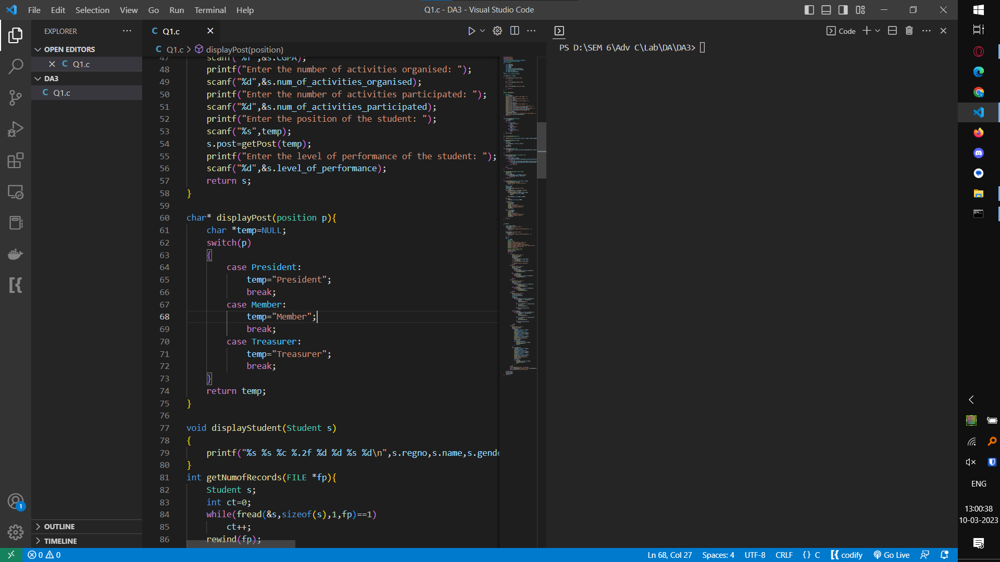 File Edit Selection View Go Run Terminal Help
Q1.c - DA3 - Visual Studio Code
EXPLORER
OPEN EDITORS
C Q1.c
DA3
C Q1.c
OUTLINE
TIMELINE
C Q1.c
C Q1.c > displayPost(position)
47 scanf("%f",&s.CGPA);
48 printf("Enter the number of activities organised: ");
49 scanf("%d",&s.num_of_activities_organised);
50 printf("Enter the number of activities participated: ");
51 scanf("%d",&s.num_of_activities_participated);
52 printf("Enter the position of the student: ");
53 scanf("%s",temp);
54 s.post=getPost(temp);
55 printf("Enter the level of performance of the student: ");
56 scanf("%d",&s.level_of_performance);
57 return s;
58 }
59
60 char* displayPost(position p){
61 char *temp=NULL;
62 switch(p)
63 {
64 case President:
65 temp="President";
66 break;
67 case Member:
68 temp="Member";
69 break;
70 case Treasurer:
71 temp="Treasurer";
72 break;
73 }
74 return temp;
75 }
76
77 void displayStudent(Student s)
78 {
79 printf("%s %s %c %.2f %d %d %s %d\n",s.regno,s.name,s.gende
80 }
81 int getNumofRecords(FILE *fp){
82 Student s;
83 int ct=0;
84 while(fread(&s,sizeof(s),1,fp)==1)
85 ct++;
86 rewind(fp);
Code
PS D:\SEM 6\Adv C\Lab\DA\DA3>
ENG
13:00:38
10-03-2023
1
0 0
Ln 68, Col 27 Spaces: 4 UTF-8 CRLF {} C codify Go Live